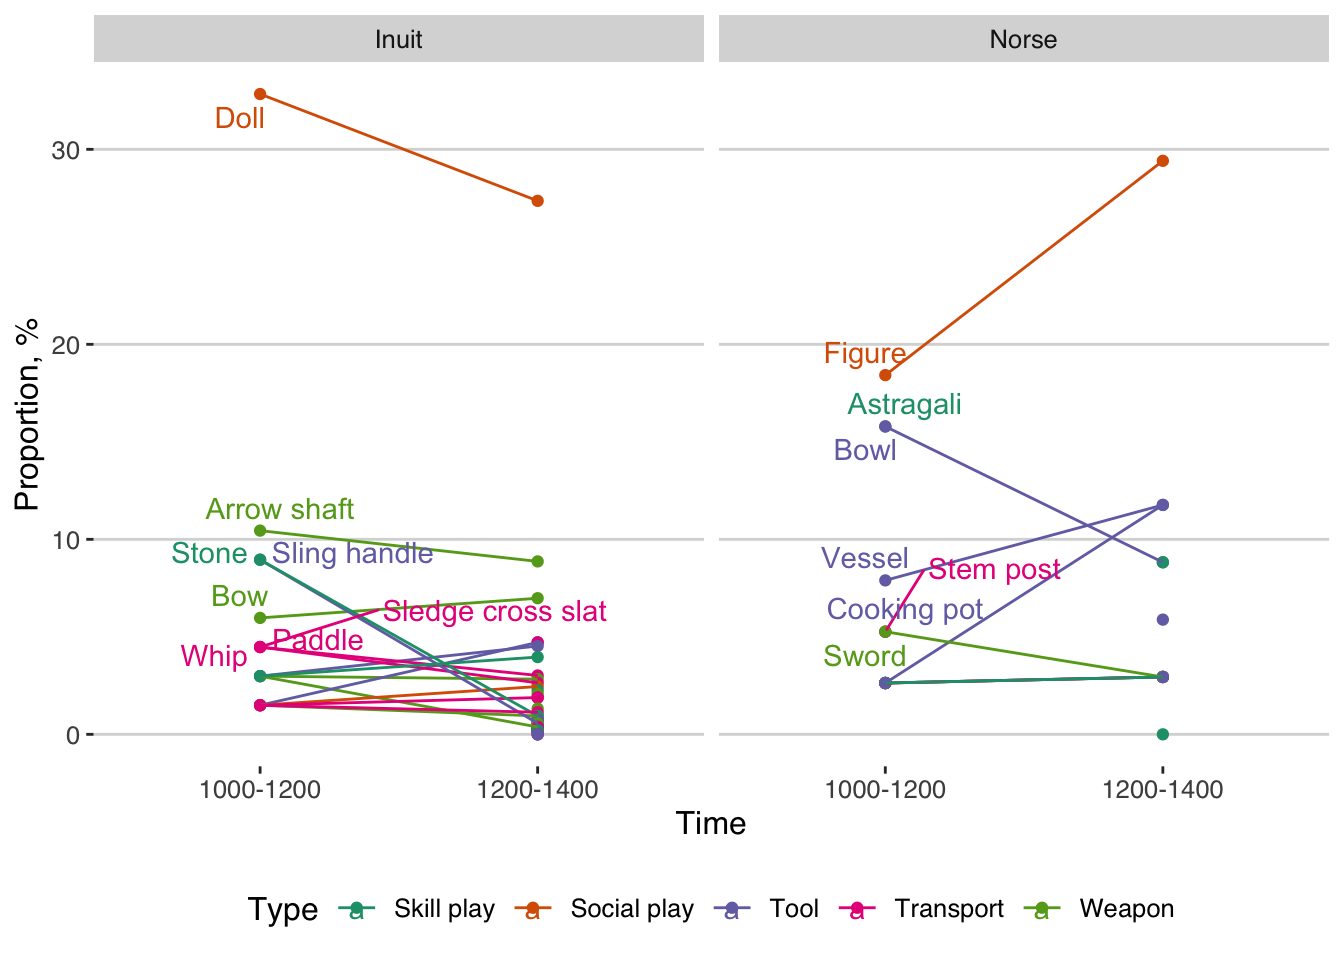 Inuit
Norse
Proportion, %
30
20
10
0
Doll
Arrow shaft
Stone
Sling handle
Bow
Sledge cross slat
Paddle
Whip
Figure
Astragali
Bowl
Vessel
Stem post
Cooking pot
Sword
1000-1200
1200-1400
1000-1200
1200-1400
Time
Type a Skill play a Social play a Tool a Transport a Weapon